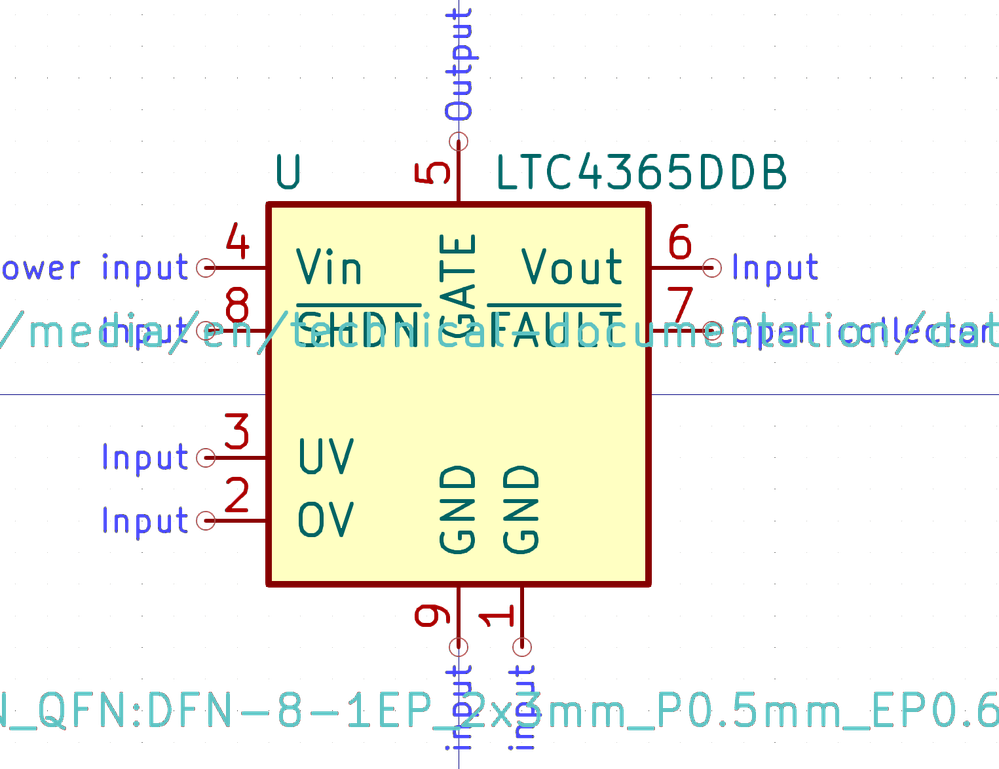 Output
5
U
LTC4365DDB
ower input
4
Vin
GATE
Vout
6
Input
Input
8
SHDN
FAULT
7
Open collector
/media/en/technical-documentation/dat
Input
3
UV
Input
2
OV
GND
GND
9
1
input
input
N_QFN:DFN-8-1EP_2x3mm_P0.5mm_EP0.6